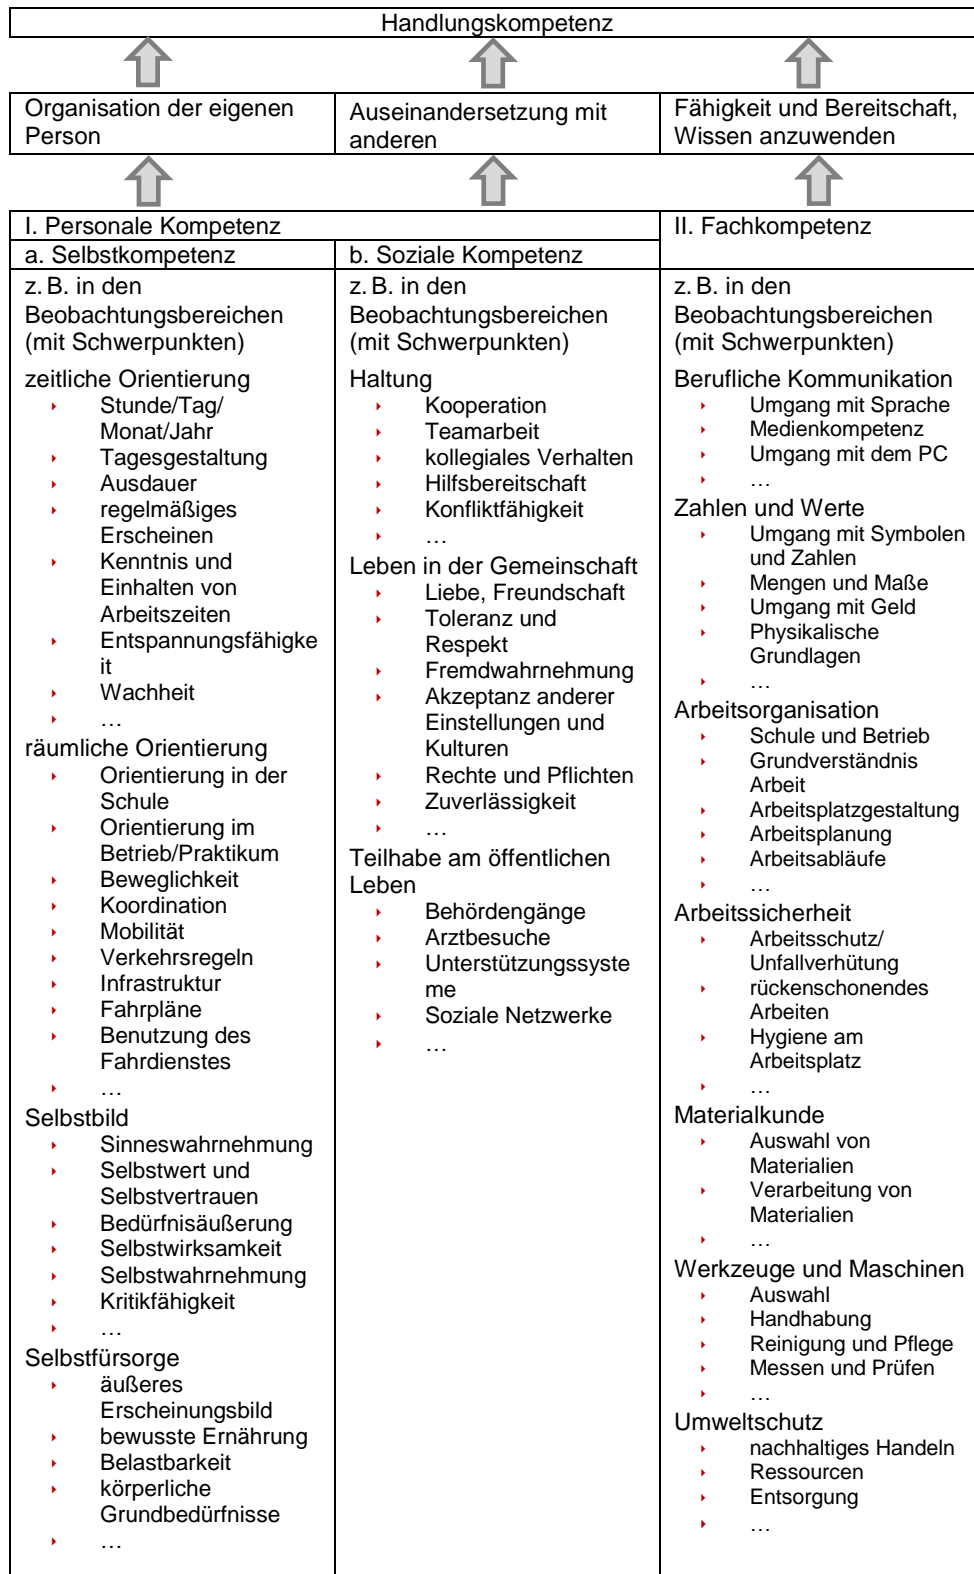 Handlungskompetenz
Organisation der eigenen
Person
Auseinandersetzung mit
anderen
Fähigkeit und Bereitschaft,
Wissen anzuwenden
I. Personale Kompetenz
II. Fachkompetenz
a. Selbstkompetenz
b. Soziale Kompetenz
z. B. in den
Beobachtungsbereichen
(mit Schwerpunkten)
zeitliche Orientierung
Stunde/Tag/
Monat/Jahr
Tagesgestaltung
Ausdauer
regelmäßiges
Erscheinen
Kenntnis und
Einhalten von
Arbeitszeiten
Entspannungsfähigke
it
Wachheit
…
räumliche Orientierung
Orientierung in der
Schule
Orientierung im
Betrieb/Praktikum
Beweglichkeit
Koordination
Mobilität
Verkehrsregeln
Infrastruktur
Fahrpläne
Benutzung des
Fahrdienstes
…
Selbstbild
Sinneswahrnehmung
Selbstwert und
Selbstvertrauen
Bedürfnisäußerung
Selbstwirksamkeit
Selbstwahrnehmung
Kritikfähigkeit
…
Selbstfürsorge
äußeres
Erscheinungsbild
bewusste Ernährung
Belastbarkeit
körperliche
Grundbedürfnisse
…
z. B. in den
Beobachtungsbereichen
(mit Schwerpunkten)
Haltung
Kooperation
Teamarbeit
kollegiales Verhalten
Hilfsbereitschaft
Konfliktfähigkeit
…
Leben in der Gemeinschaft
Liebe, Freundschaft
Toleranz und
Respekt
Fremdwahrnehmung
Akzeptanz anderer
Einstellungen und
Kulturen
Rechte und Pflichten
Zuverlässigkeit
…
Teilhabe am öffentlichen
Leben
Behördengänge
Arztbesuche
Unterstützungssyste
me
Soziale Netzwerke
…
z. B. in den
Beobachtungsbereichen
(mit Schwerpunkten)
Berufliche Kommunikation
Umgang mit Sprache
Medienkompetenz
Umgang mit dem PC
…
Zahlen und Werte
Umgang mit Symbolen
und Zahlen
Mengen und Maße
Umgang mit Geld
Physikalische
Grundlagen
…
Arbeitsorganisation
Schule und Betrieb
Grundverständnis
Arbeit
Arbeitsplatzgestaltung
Arbeitsplanung
Arbeitsabläufe
…
Arbeitssicherheit
Arbeitsschutz/
Unfallverhütung
rückenschonendes
Arbeiten
Hygiene am
Arbeitsplatz
…
Materialkunde
Auswahl von
Materialien
Verarbeitung von
Materialien
…
Werkzeuge und Maschinen
Auswahl
Handhabung
Reinigung und Pflege
Messen und Prüfen
…
Umweltschutz
nachhaltiges Handeln
Ressourcen
Entsorgung
…